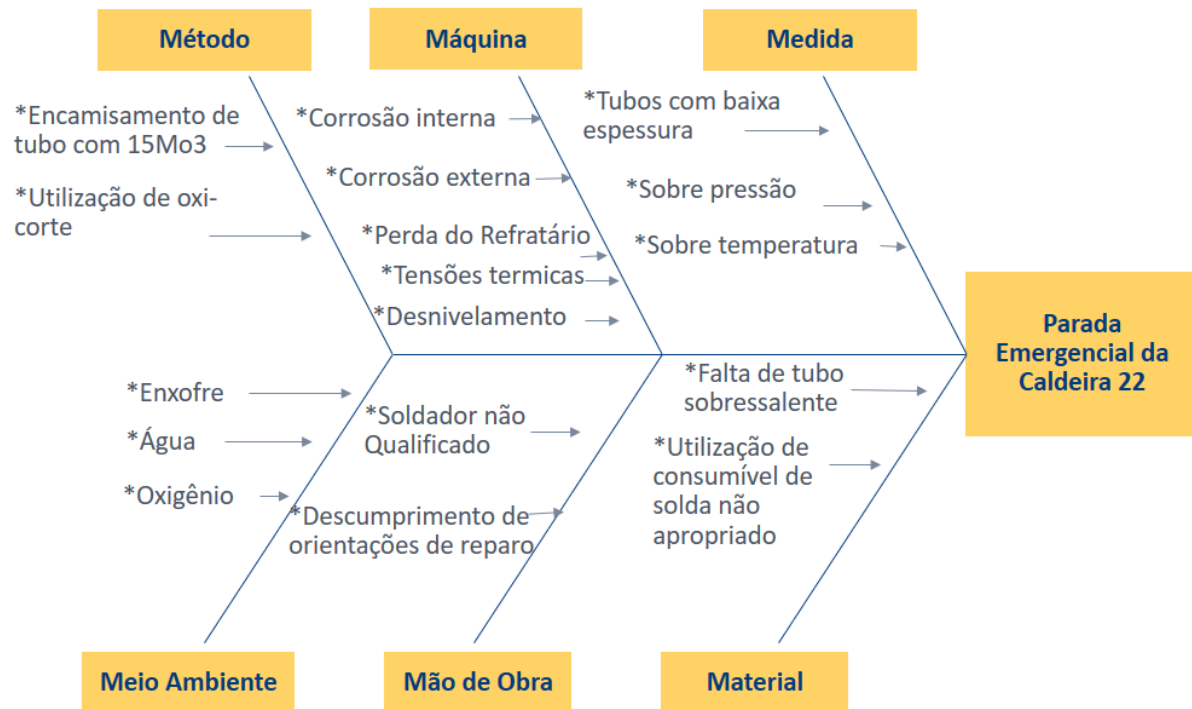 Método
Máquina
Medida
*Encamisamento de
tubo com 15Mo3
*Utilização de oxi-
corte
*Corrosão interna
*Corrosão externa
*Perda do Refratário
*Tensões termicas
*Desnivelamento
*Tubos com baixa
espessura
*Sobre pressão
*Sobre temperatura
Parada
Emergencial da
Caldeira 22
*Enxofre
*Água
*Oxigênio
*Soldador não
Qualificado
*Descumprimento de
orientações de reparo
*Falta de tubo
sobressalente
*Utilização de
consumível de
solda não
apropriado
Meio Ambiente
Mão de Obra
Material